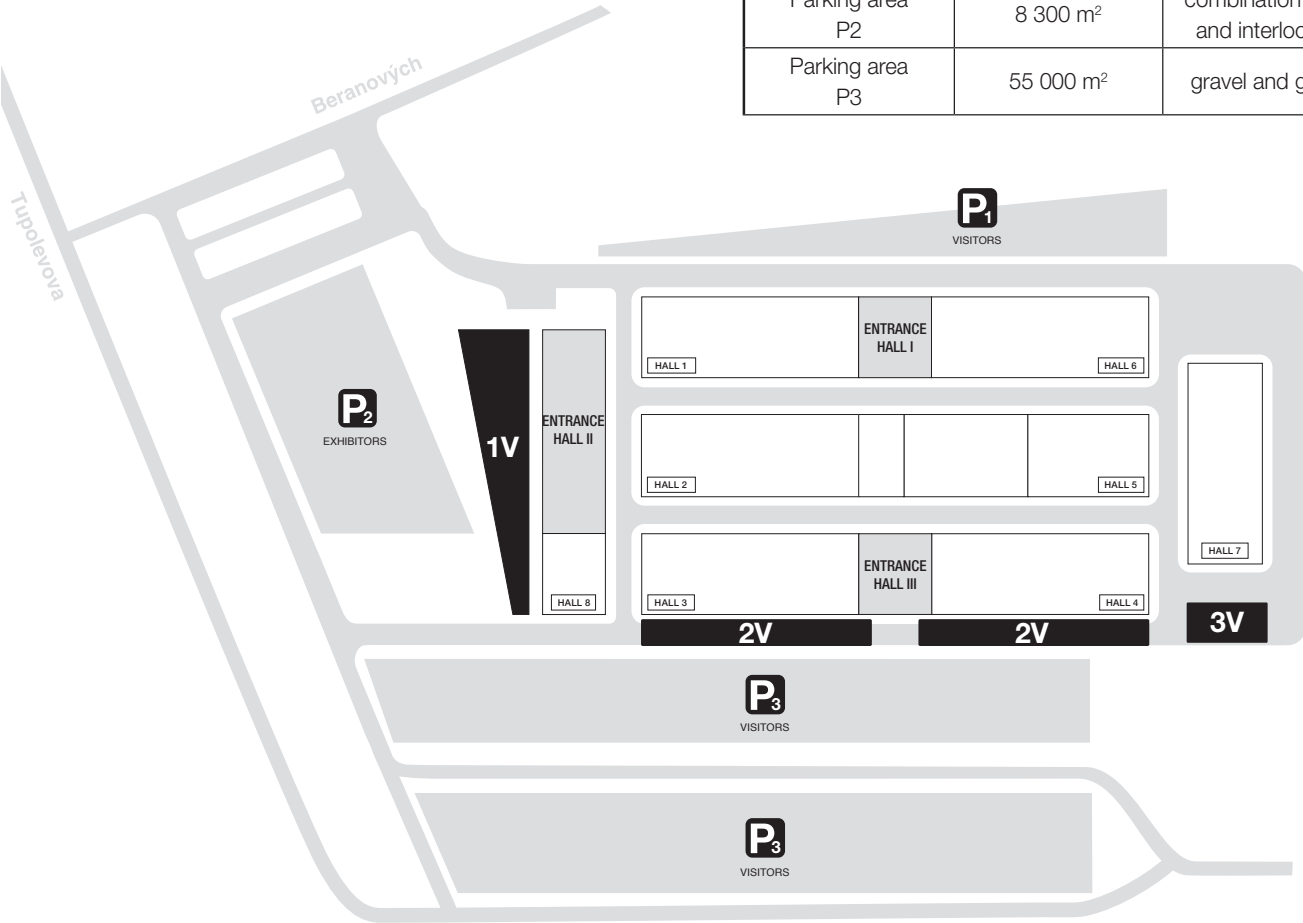 Parking area
P2
8 300 m²
combination
and interloc
Parking area
P3
55 000 m²
gravel and g
Beranových
Tupolevova
P1
VISITORS
ENTRANCE
HALL I
HALL 1
HALL 6
P2
EXHIBITORS
1V
ENTRANCE
HALL II
HALL 2
HALL 5
HALL 7
ENTRANCE
HALL III
HALL 8
HALL 3
HALL 4
2V
2V
3V
P3
VISITORS
P3
VISITORS